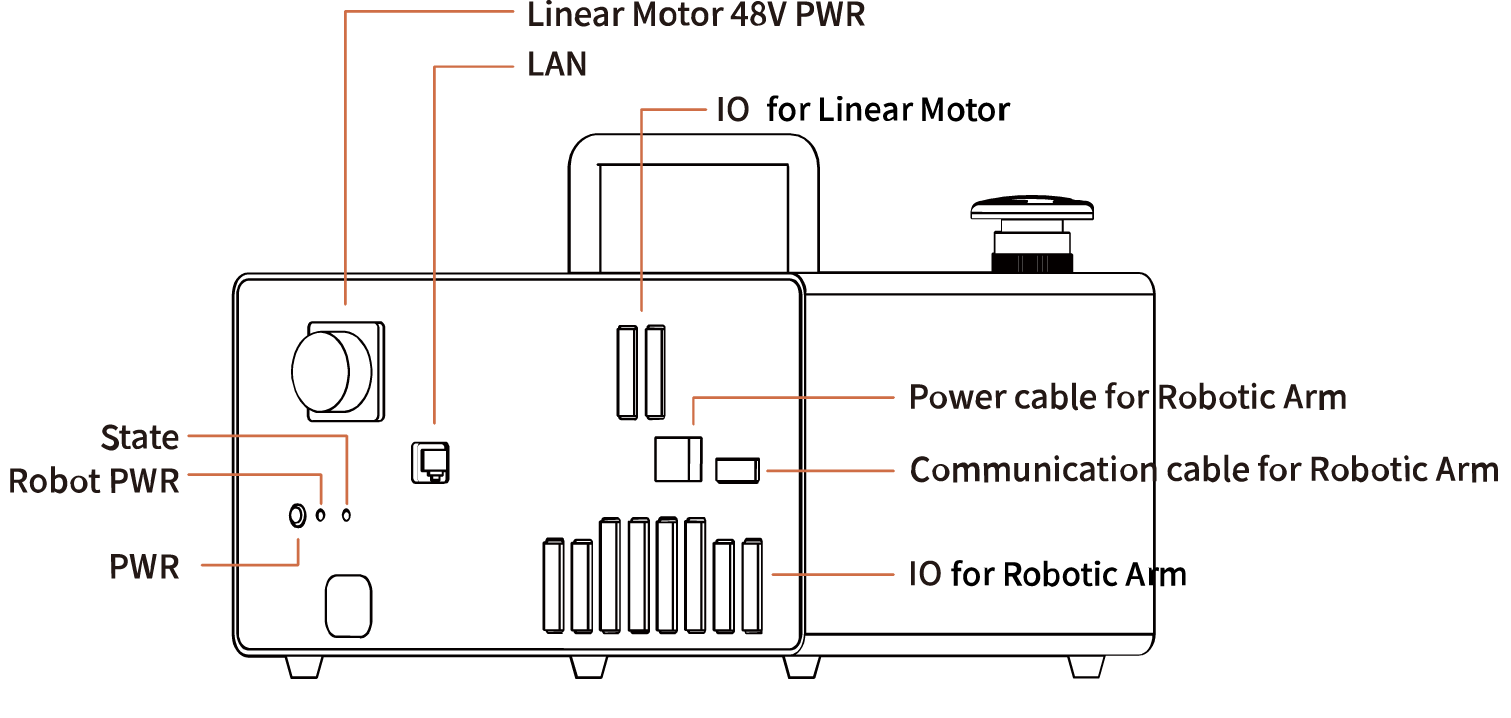 Linear Motor 48V PWR
LAN
IO for Linear Motor
Power cable for Robotic Arm
State
Communication cable for Robotic Arm
Robot PWR
PWR
IO for Robotic Arm